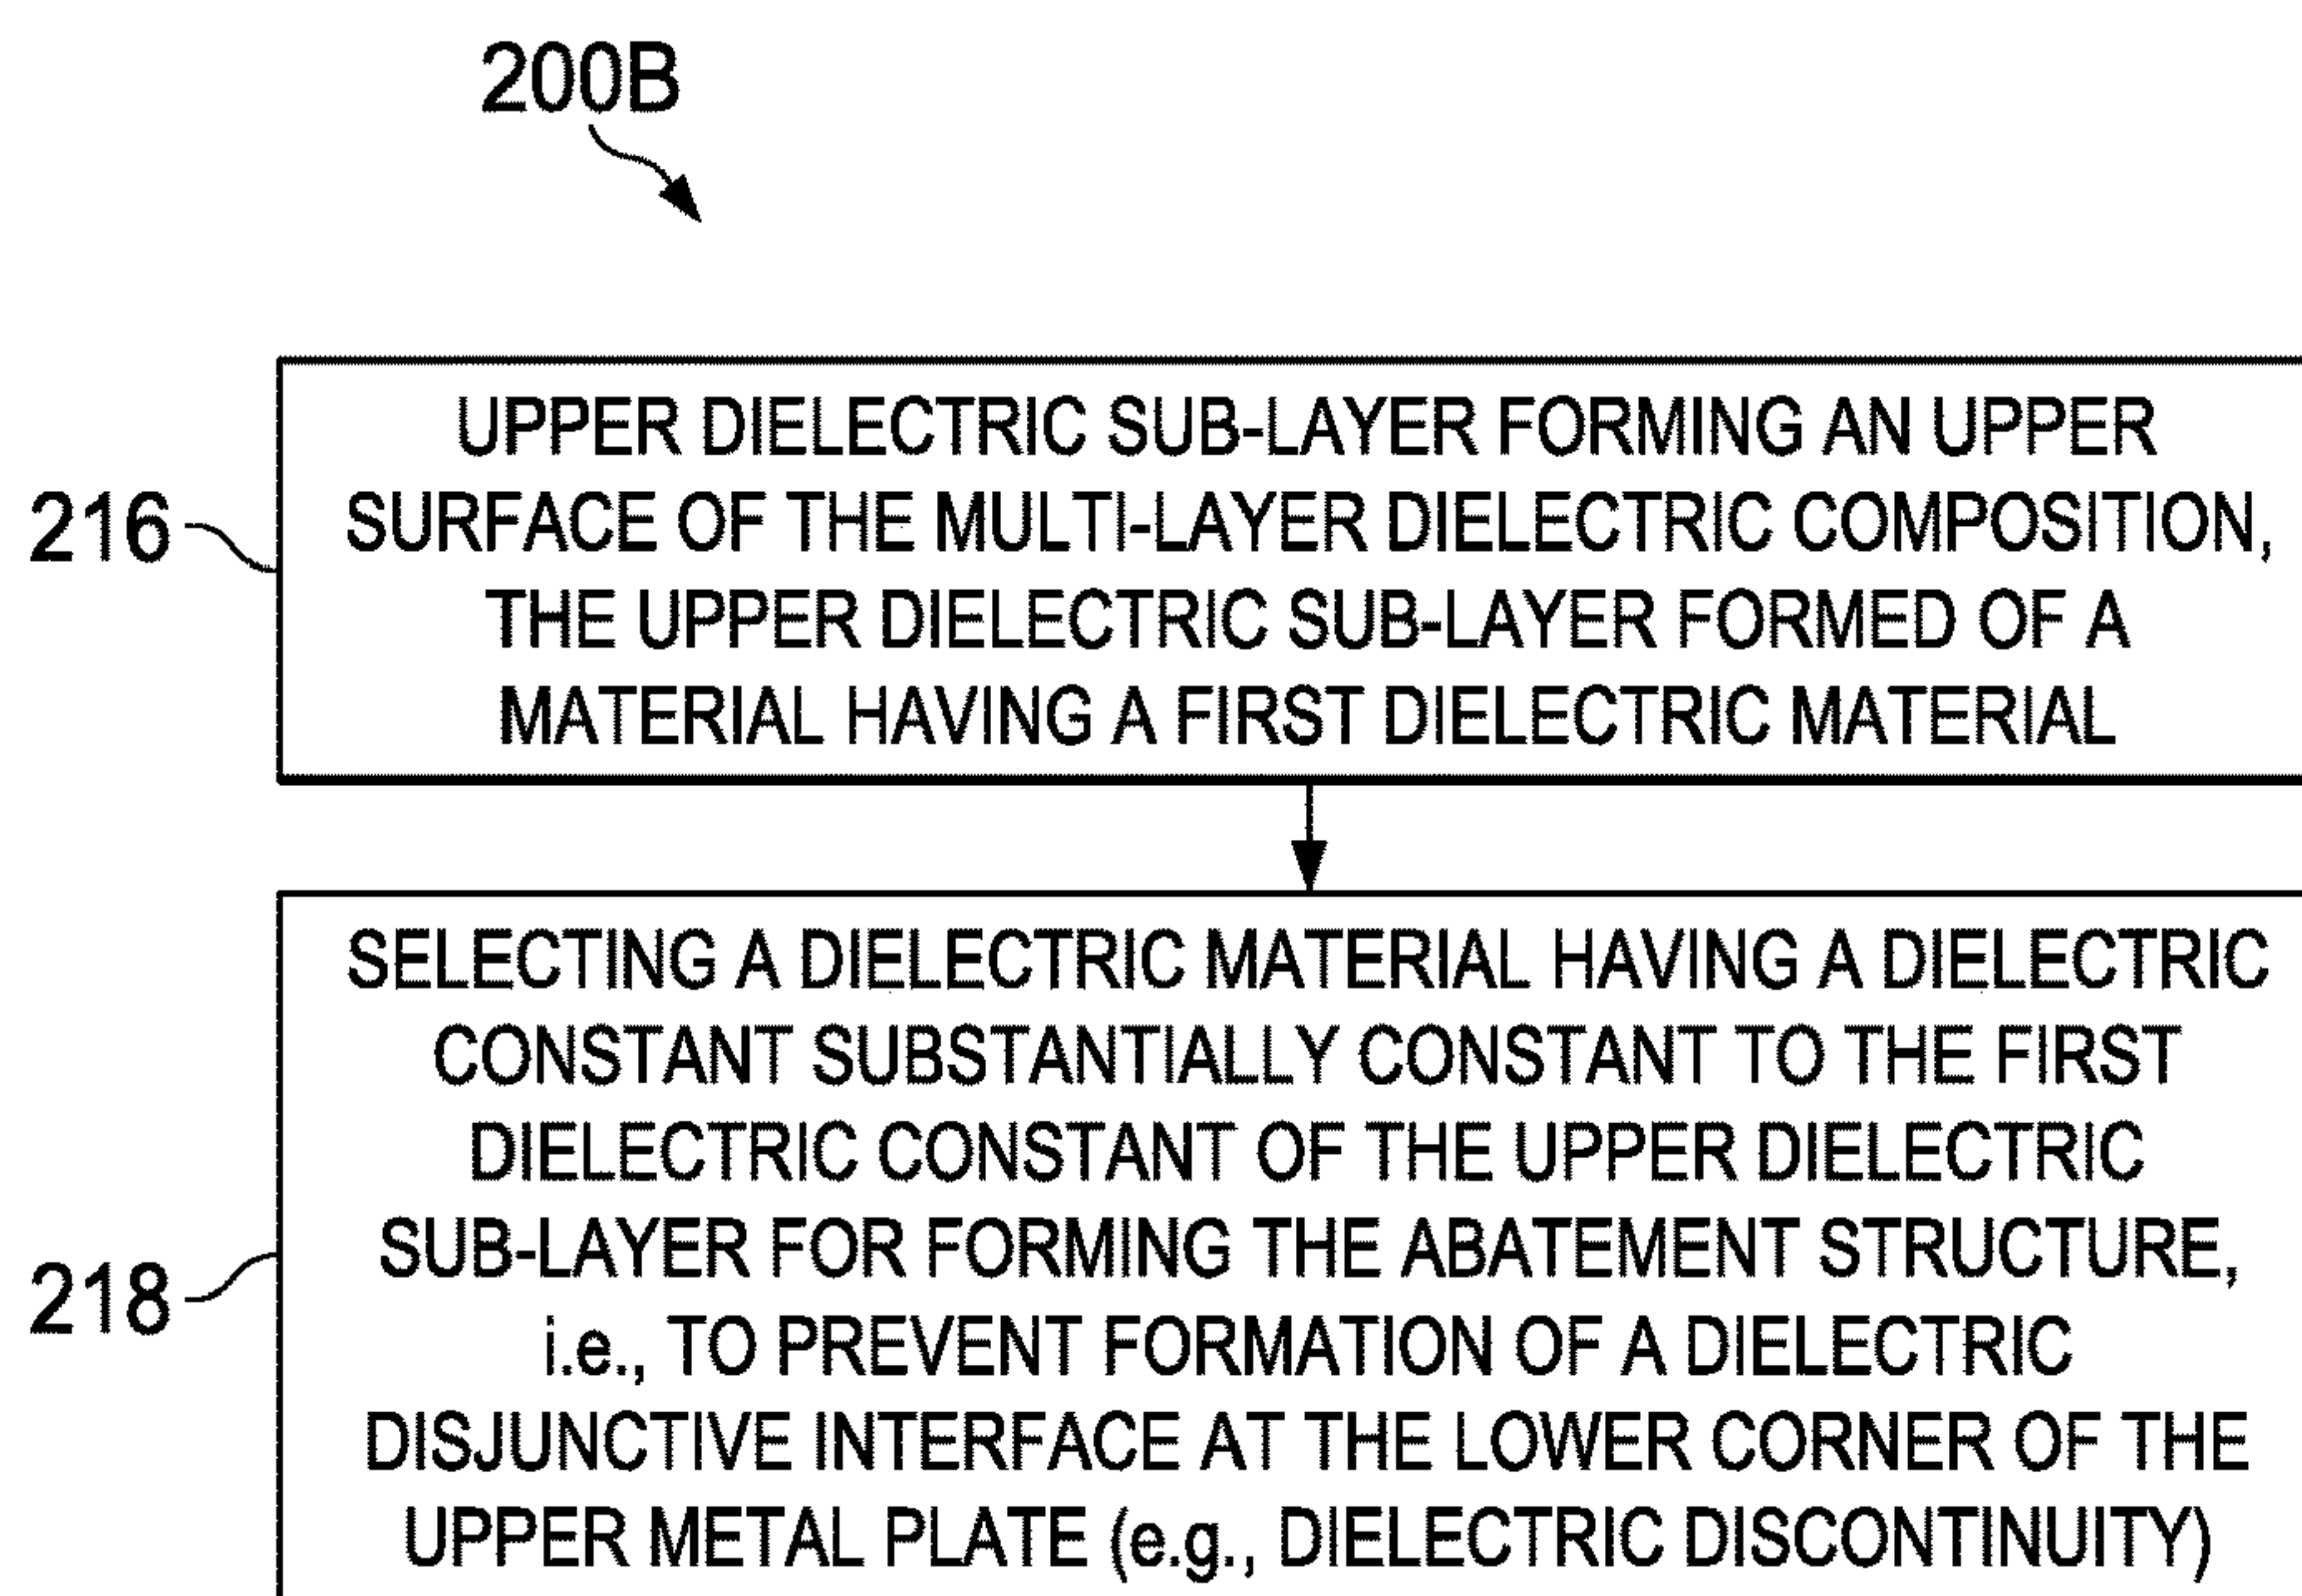 200B
216
UPPER DIELECTRIC SUB-LAYER FORMING AN UPPER
SURFACE OF THE MULTI-LAYER DIELECTRIC COMPOSITION,
THE UPPER DIELECTRIC SUB-LAYER FORMED OF A
MATERIAL HAVING A FIRST DIELECTRIC MATERIAL
218
SELECTING A DIELECTRIC MATERIAL HAVING A DIELECTRIC
CONSTANT SUBSTANTIALLY CONSTANT TO THE FIRST
DIELECTRIC CONSTANT OF THE UPPER DIELECTRIC
SUB-LAYER FOR FORMING THE ABATEMENT STRUCTURE,
i.e., TO PREVENT FORMATION OF A DIELECTRIC
DISJUNCTIVE INTERFACE AT THE LOWER CORNER OF THE
UPPER METAL PLATE (e.g., DIELECTRIC DISCONTINUITY)